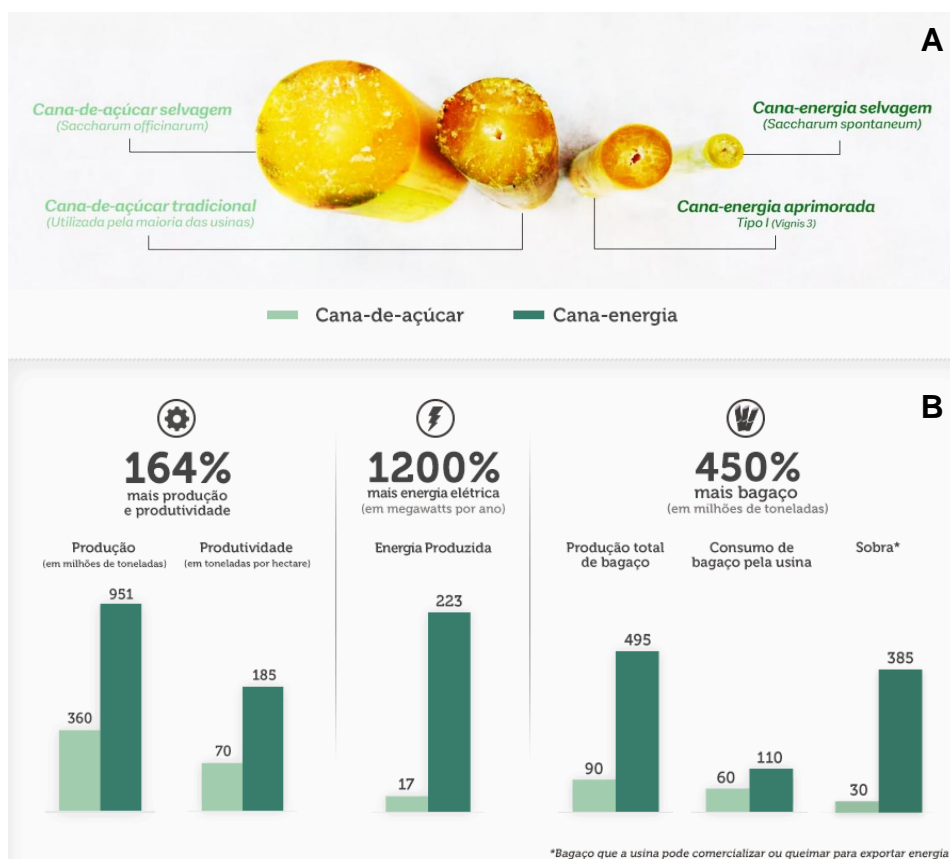 A
Cana-de-açúcar selvagem
(Saccharum officinarum)
Cana-energia selvagem
(Saccharum spontaneum)
Cana-de-açúcar tradicional
(Utilizada pela maioria das usinas)
Cana-energia aprimorada
Tipo I (Vignis 3)
Cana-de-açúcar
Cana-energia
B
164%
mais produção
e produtividade
Produção
(em milhões de toneladas)
360
951
Produtividade
(em toneladas por hectare)
70
185
1200%
mais energia elétrica
(em megawatts por ano)
Energia Produzida
17
223
450%
mais bagaço
(em milhões de toneladas)
Produção total
de bagaço
90
495
Consumo de
bagaço pela usina
60
110
Sobra*
30
385
*Bagaço que a usina pode comercializar ou queimar para exportar energia